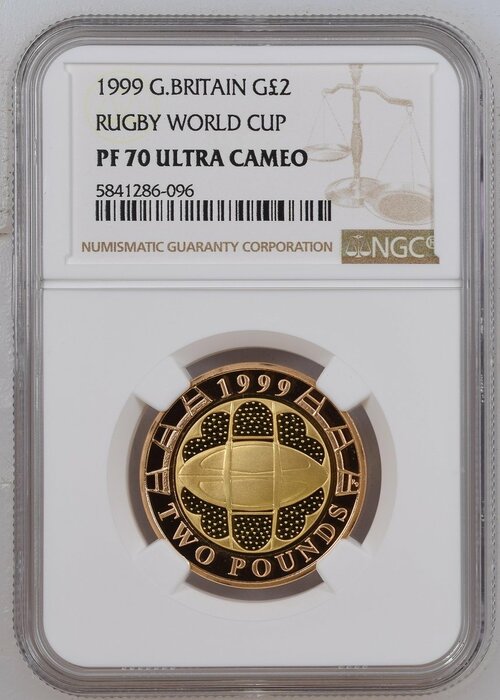 1999 G.BRITAIN G£2
RUGBY WORLD CUP
PF 70 ULTRA CAMEO
5841286-096
NUMISMATIC GUARANTY CORPORATION
NGC®
1999
TWO POUNDS